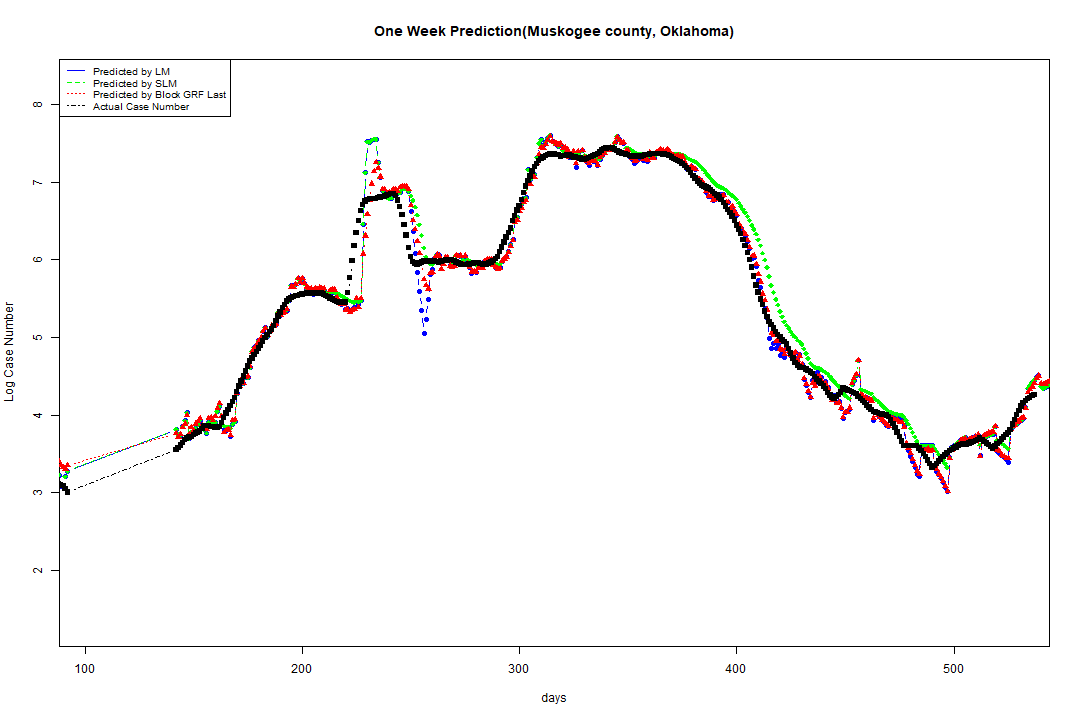 One Week Prediction(Muskogee county, Oklahoma)
Predicted by LM
Predicted by SLM
Predicted by Block GRF Last
Actual Case Number
8
7
6
5
4
3
2
Log Case Number
100 200 300 400 500
days